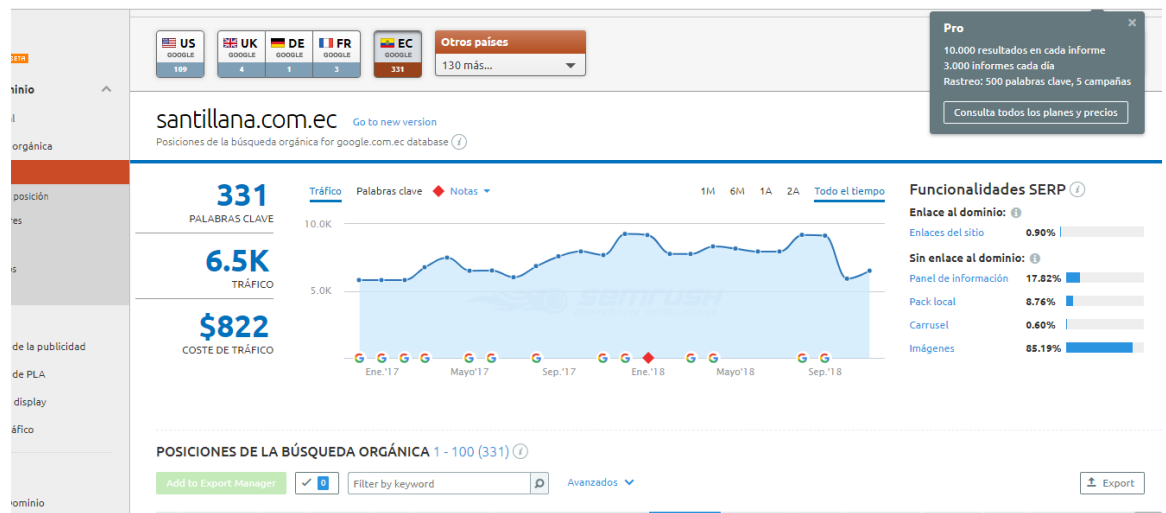 US
GOOGLE
109
UK
GOOGLE
4
DE
GOOGLE
1
FR
GOOGLE
3
EC
GOOGLE
331
Otros países
130 más...
Pro
10.000 resultados en cada informe
3.000 informes cada día
Rastreo: 500 palabras clave, 5 campañas
Consulta todos los planes y precios
BETA
inio
orgánica
posición
res
os
de la publicidad
de PLA
display
áfico
ominio
santillana.com.ec Go to new version
Posiciones de la búsqueda orgánica for google.com.ec database
331
PALABRAS CLAVE
6.5K
TRÁFICO
$822
COSTE DE TRÁFICO
Tráfico Palabras clave Notas
1M 6M 1A 2A Todo el tiempo
10.0K
5.0K
semrush
Ene.'17 Mayo'17 Sep.'17 Ene.'18 Mayo'18 Sep.'18
Funcionalidades SERP
Enlace al dominio:
Enlaces del sitio 0.90%
Sin enlace al dominio:
Panel de información 17.82%
Pack local 8.76%
Carrusel 0.60%
Imágenes 85.19%
POSICIONES DE LA BÚSQUEDA ORGÁNICA 1 - 100 (331)
Add to Export Manager 0 Filter by keyword Avanzados Export